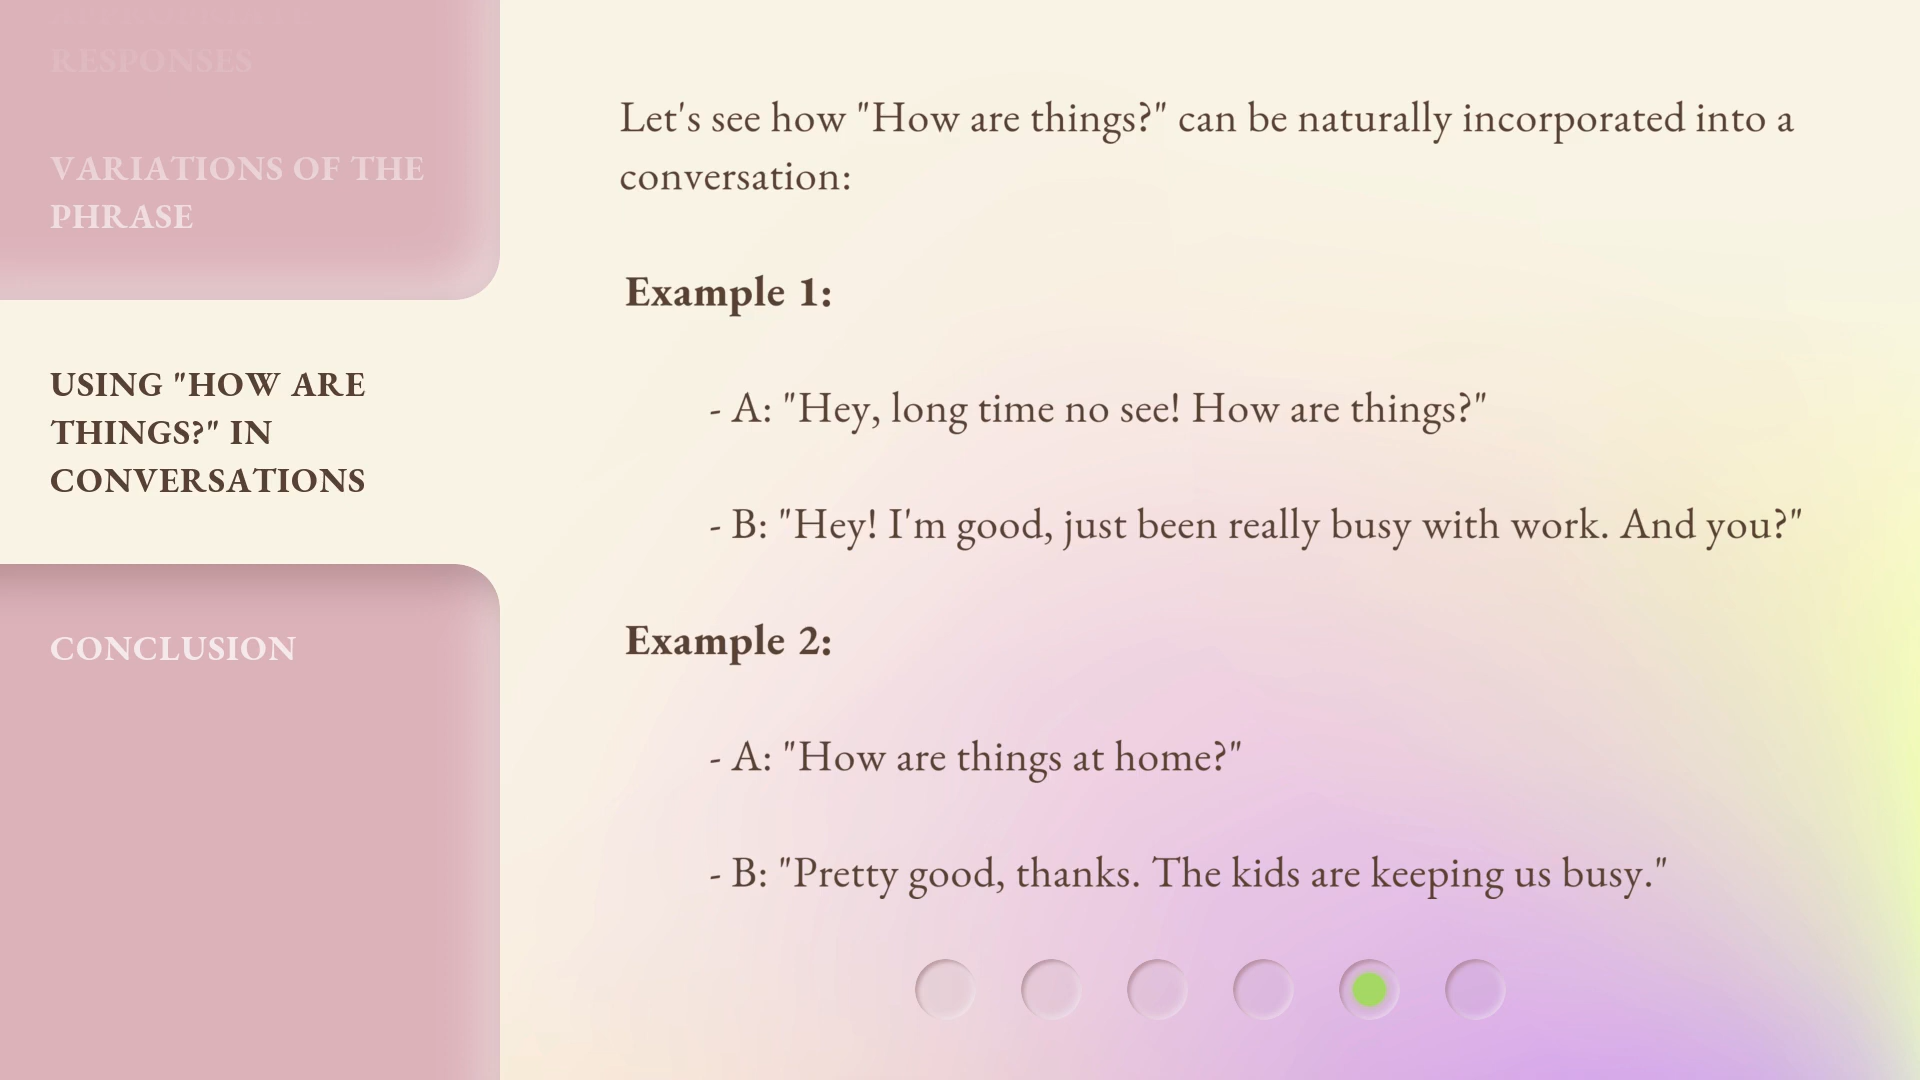 RESPONSES
VARIATIONS OF THE
PHRASE
USING "HOW ARE
THINGS?" IN
CONVERSATIONS
CONCLUSION
Let's see how "How are things?" can be naturally incorporated into a
conversation:
Example 1:
- A: "Hey, long time no see! How are things?"
- B: "Hey! I'm good, just been really busy with work. And you?"
Example 2:
- A: "How are things at home?"
- B: "Pretty good, thanks. The kids are keeping us busy."